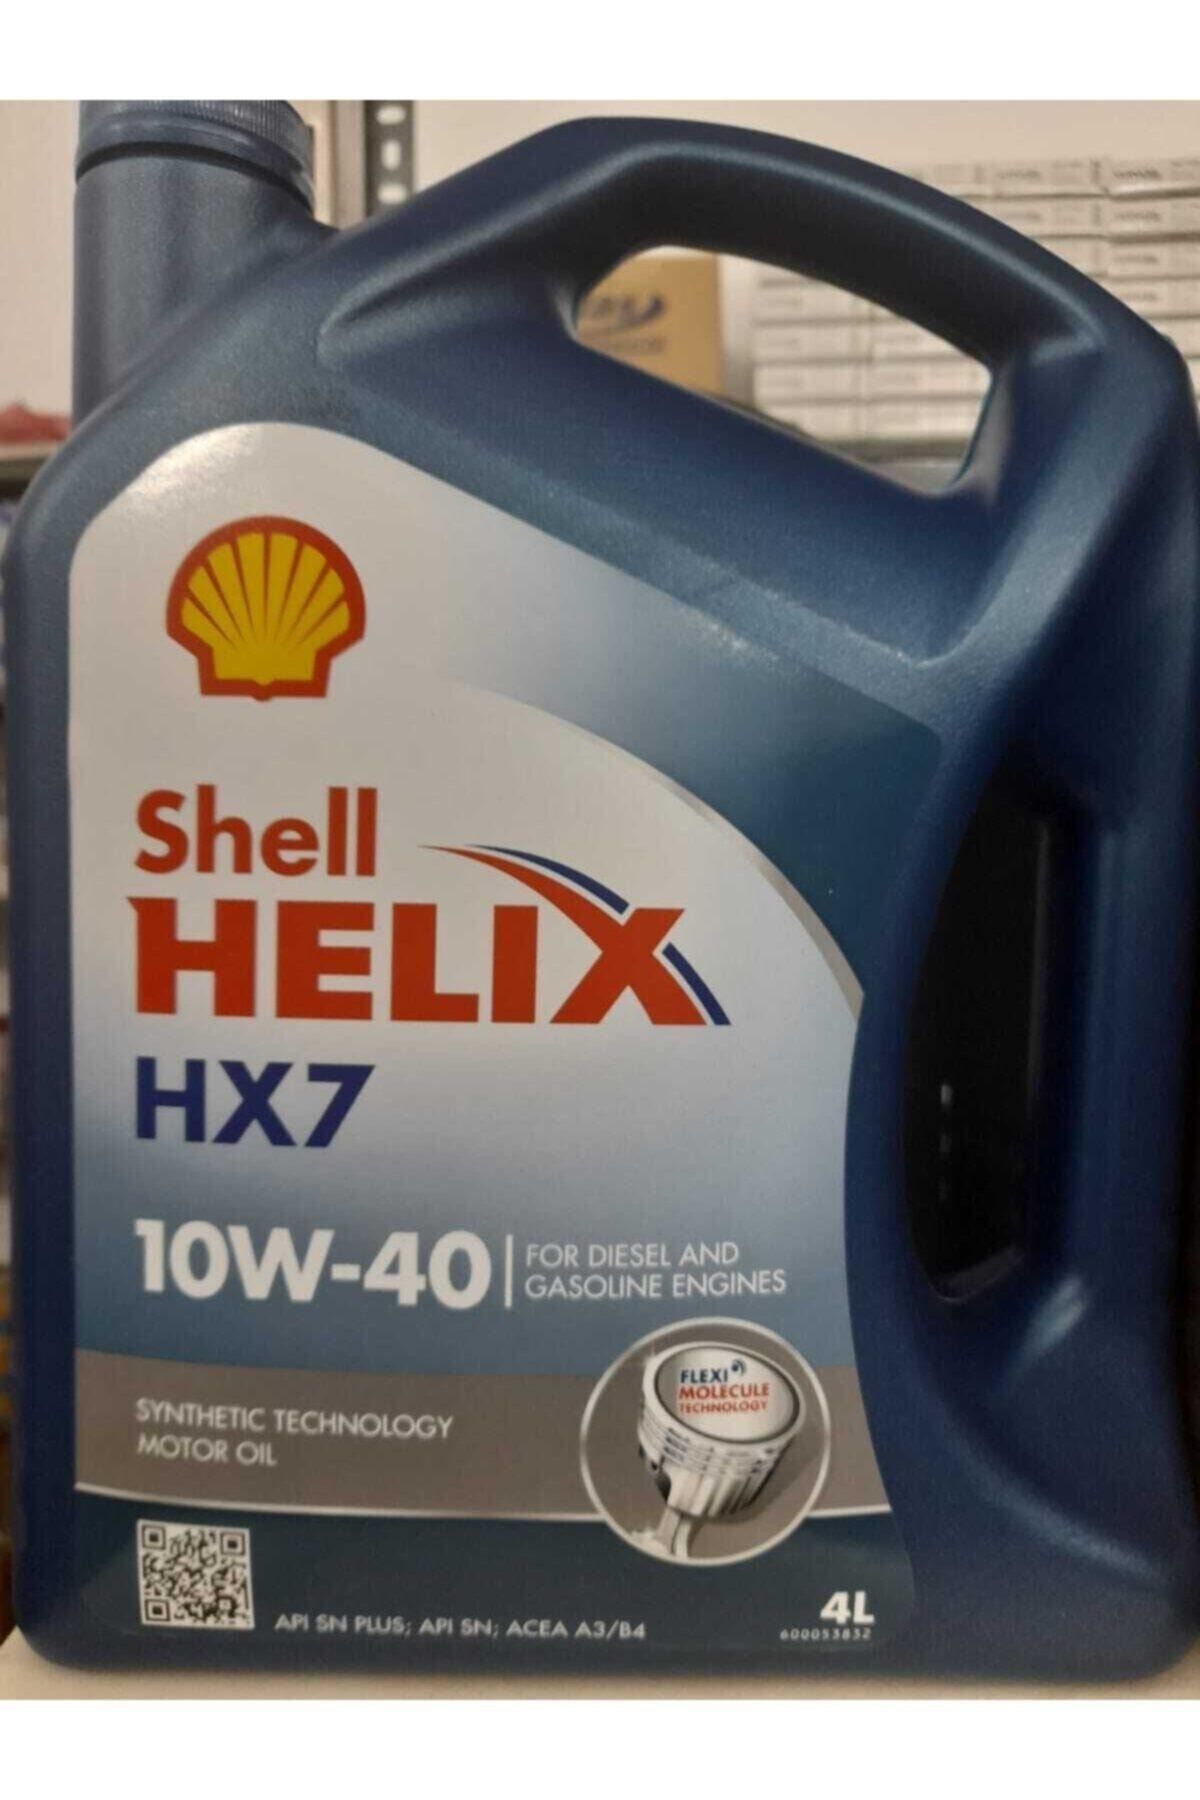 Shell
HELIX
HX7
10W-40
FOR DIESEL AND
GASOLINE ENGINES
FLEXI
MOLECULE
TECHNOLOGY
SYNTHETIC TECHNOLOGY
MOTOR OIL
API SN PLUS; API SN; ACEA A3/B4
4L
600053832